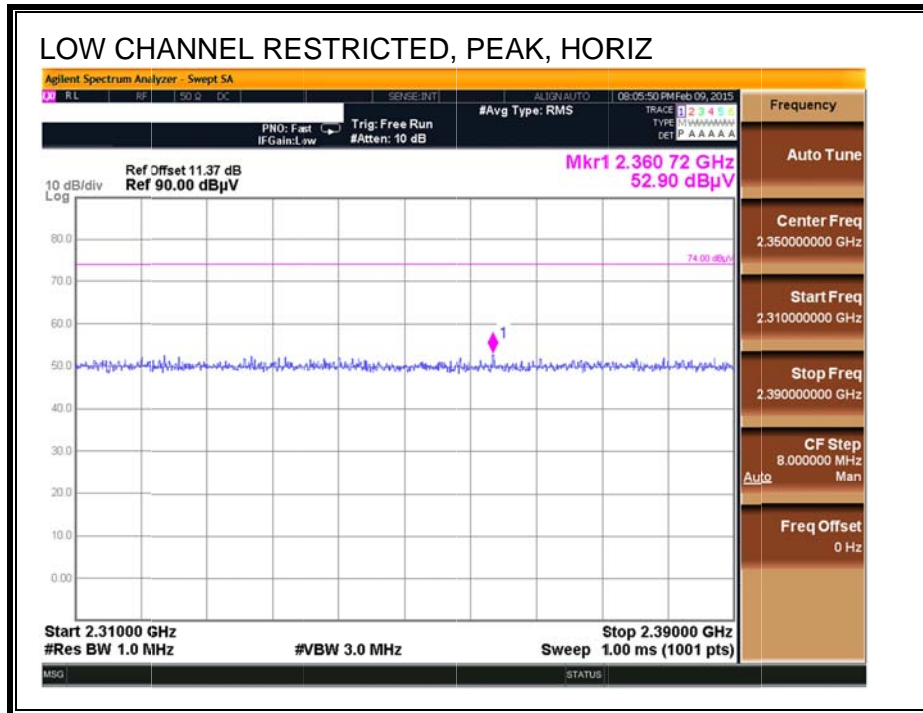 LOW CHANNEL RESTRICTED, PEAK, HORIZ
Agilent Spectrum Analyzer - Swept SA
RL RF 50 Ω DC SENSE:INT ALIGN AUTO 08:05:50 PM Feb 09, 2015
#Avg Type: RMS
TRACE 1 2 3 4 5 6
TYPE M
DET P A A A A A
PNO: Fast
IFGain:Low
Trig: Free Run
#Atten: 10 dB
Mkr1 2.360 72 GHz
52.90 dBµV
Ref Offset 11.37 dB
10 dB/div Ref 90.00 dBµV
Log
80.0
74.00 dBµV
70.0
60.0
1
50.0
40.0
30.0
20.0
10.0
0.00
Start 2.31000 GHz Stop 2.39000 GHz
#Res BW 1.0 MHz #VBW 3.0 MHz Sweep 1.00 ms (1001 pts)
MSG STATUS
Frequency
Auto Tune
Center Freq
2.350000000 GHz
Start Freq
2.310000000 GHz
Stop Freq
2.390000000 GHz
CF Step
8.000000 MHz
Auto Man
Freq Offset
0 Hz